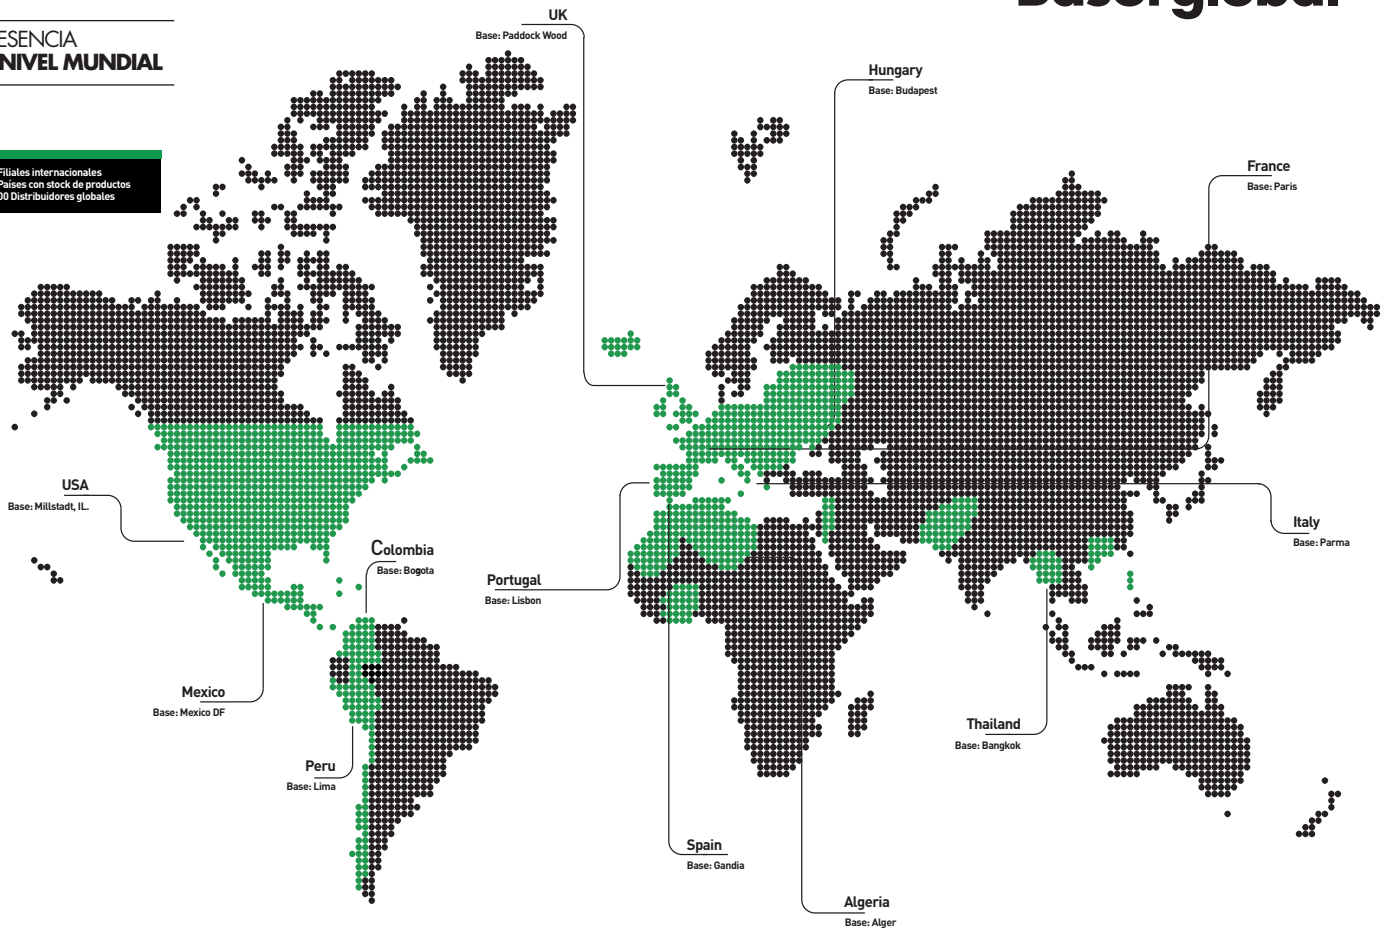 Baser global
UK
Base: Paddock Wood
ESENCIA
NIVEL MUNDIAL
Hungary
Base: Budapest
France
Base: Paris
Filiales internacionales
Países con stock de productos
00 Distribuidores globales
USA
Base: Millstadt, IL.
Italy
Base: Parma
Colombia
Base: Bogota
Portugal
Base: Lisbon
Mexico
Base: Mexico DF
Thailand
Base: Bangkok
Peru
Base: Lima
Spain
Base: Gandia
Algeria
Base: Alger